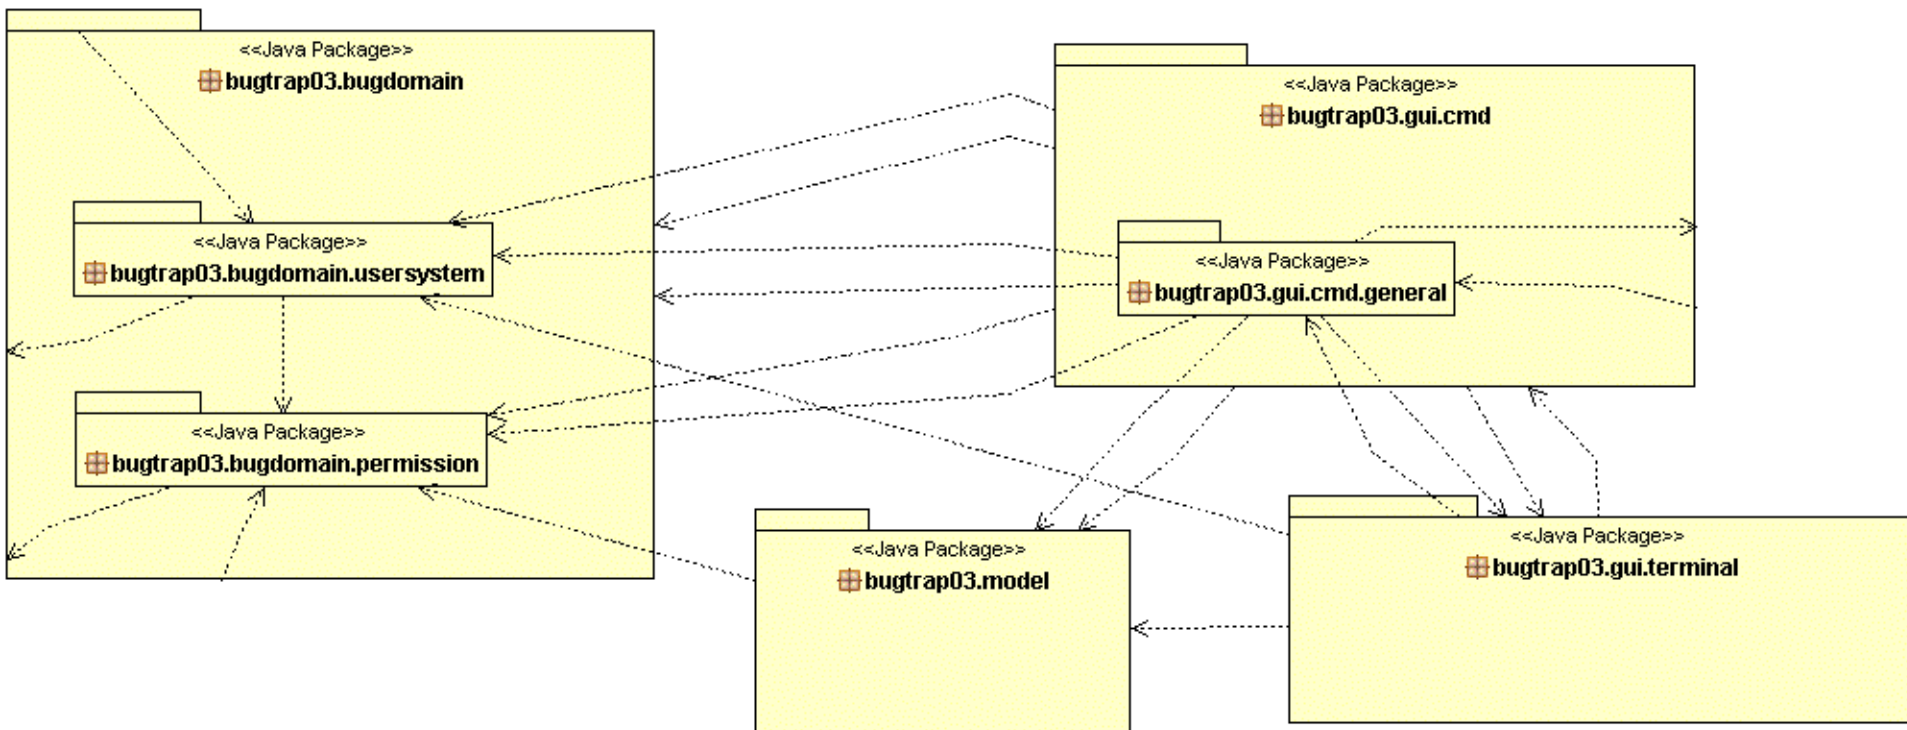 <<Java Package>>
bugtrap03.bugdomain
<<Java Package>>
bugtrap03.bugdomain.usersystem
<<Java Package>>
bugtrap03.bugdomain.permission
<<Java Package>>
bugtrap03.gui.cmd
<<Java Package>>
bugtrap03.gui.cmd.general
<<Java Package>>
bugtrap03.model
<<Java Package>>
bugtrap03.gui.terminal